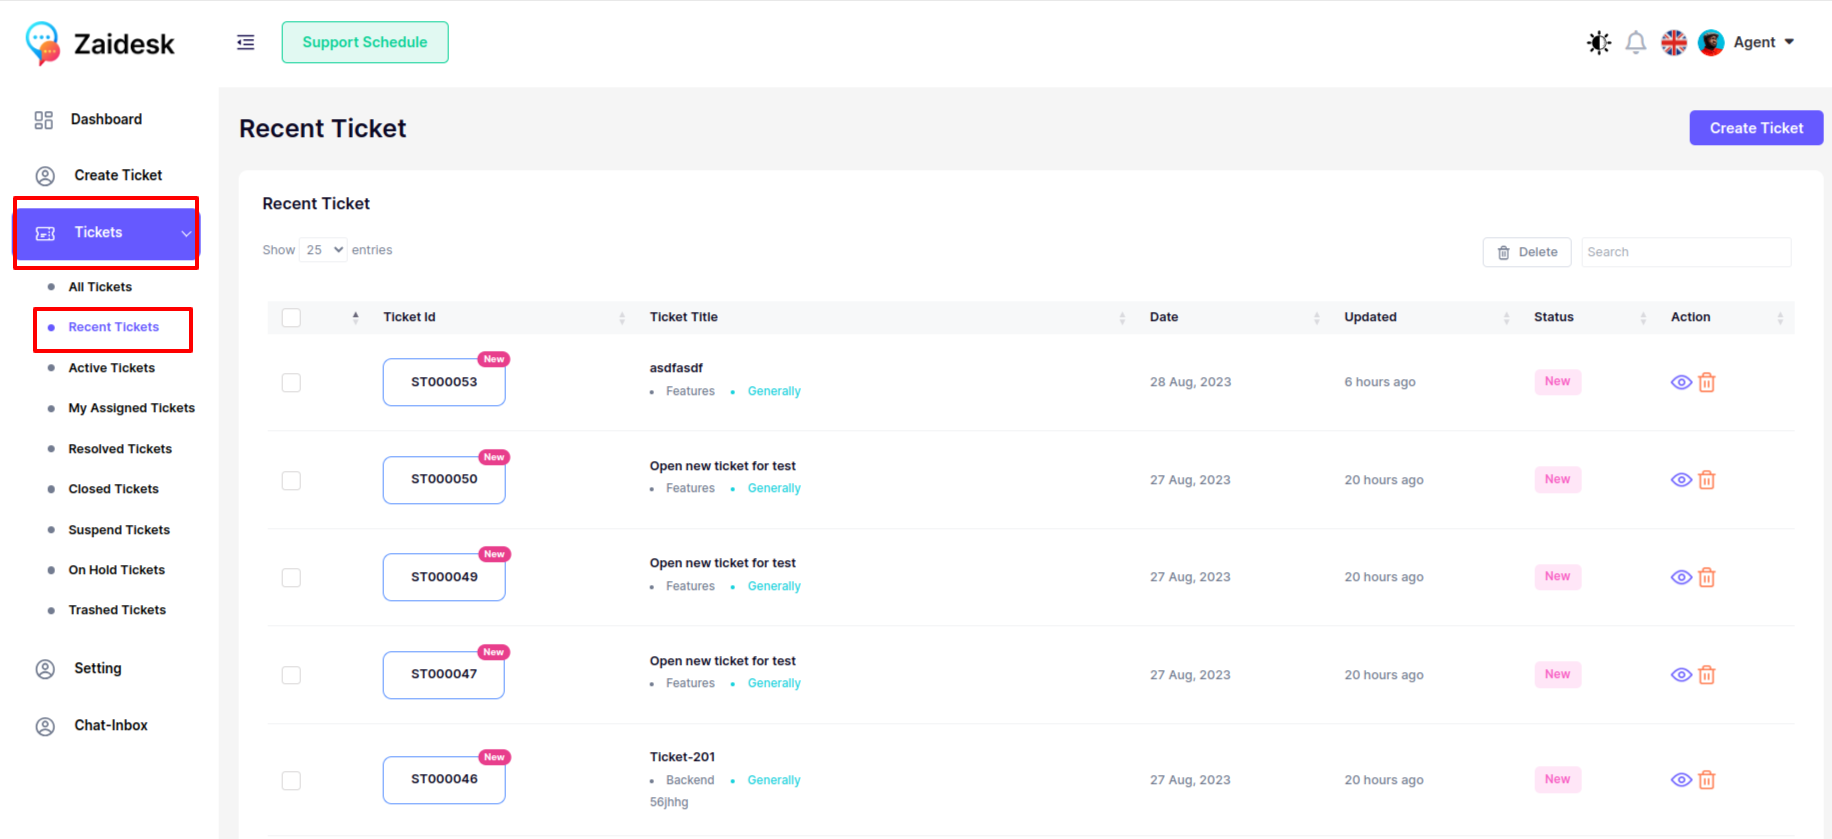 Zaidesk
Support Schedule
Agent
Dashboard
Create Ticket
Tickets
All Tickets
Recent Tickets
Active Tickets
My Assigned Tickets
Resolved Tickets
Closed Tickets
Suspend Tickets
On Hold Tickets
Trashed Tickets
Setting
Chat-Inbox
Recent Ticket
Create Ticket
Recent Ticket
Show 25 entries
Delete
Search
Ticket Id Ticket Title Date Updated Status Action
New
ST000053
asdfasdf
Features Generally
28 Aug, 2023
6 hours ago
New
New
ST000050
Open new ticket for test
Features Generally
27 Aug, 2023
20 hours ago
New
New
ST000049
Open new ticket for test
Features Generally
27 Aug, 2023
20 hours ago
New
New
ST000047
Open new ticket for test
Features Generally
27 Aug, 2023
20 hours ago
New
New
ST000046
Ticket-201
Backend Generally
56jhhg
27 Aug, 2023
20 hours ago
New